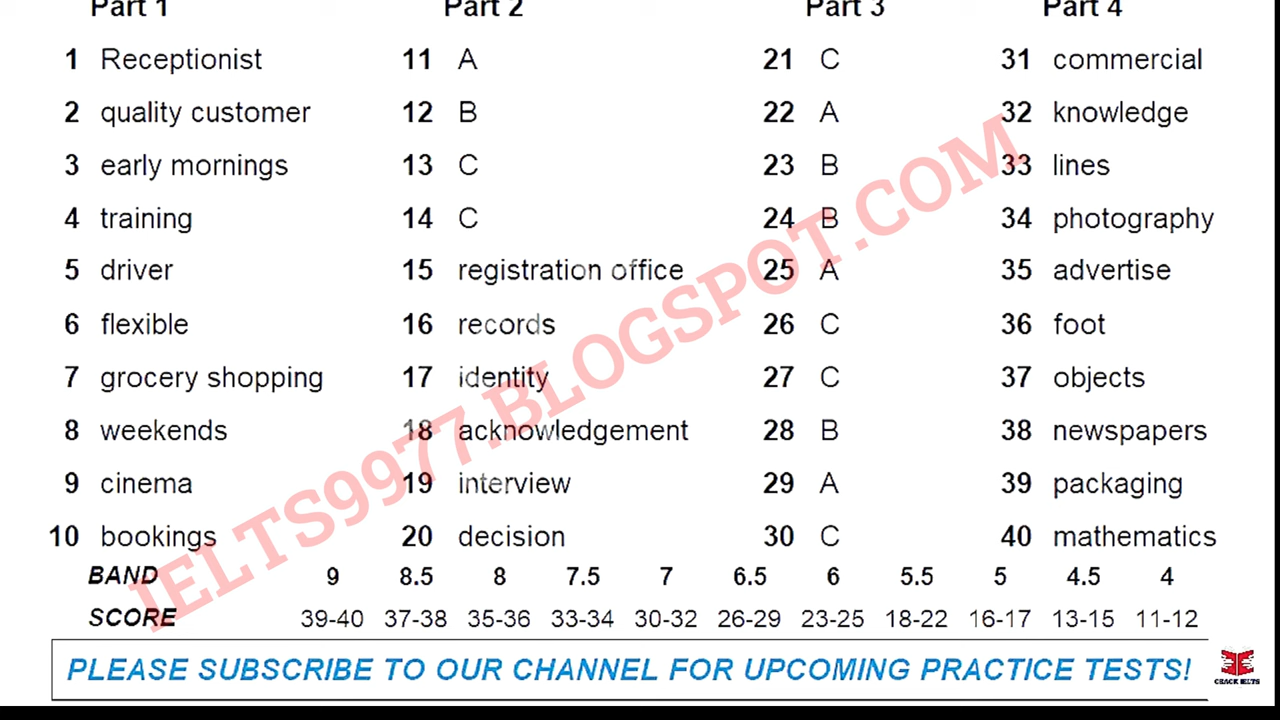 Part 1 Part 2 Part 3 Part 4
1 Receptionist 11 A 21 C 31 commercial
2 quality customer 12 B 22 A 32 knowledge
3 early mornings 13 C 23 B 33 lines
4 training 14 C 24 B 34 photography
5 driver 15 registration office 25 A 35 advertise
6 flexible 16 records 26 C 36 foot
7 grocery shopping 17 identity 27 C 37 objects
8 weekends 18 acknowledgement 28 B 38 newspapers
9 cinema 19 interview 29 A 39 packaging
10 bookings 20 decision 30 C 40 mathematics
BAND 9 8.5 8 7.5 7 6.5 6 5.5 5 4.5 4
SCORE 39-40 37-38 35-36 33-34 30-32 26-29 23-25 18-22 16-17 13-15 11-12
PLEASE SUBSCRIBE TO OUR CHANNEL FOR UPCOMING PRACTICE TESTS!
CRACK IELTS
IELTS9977.BLOGSPOT.COM